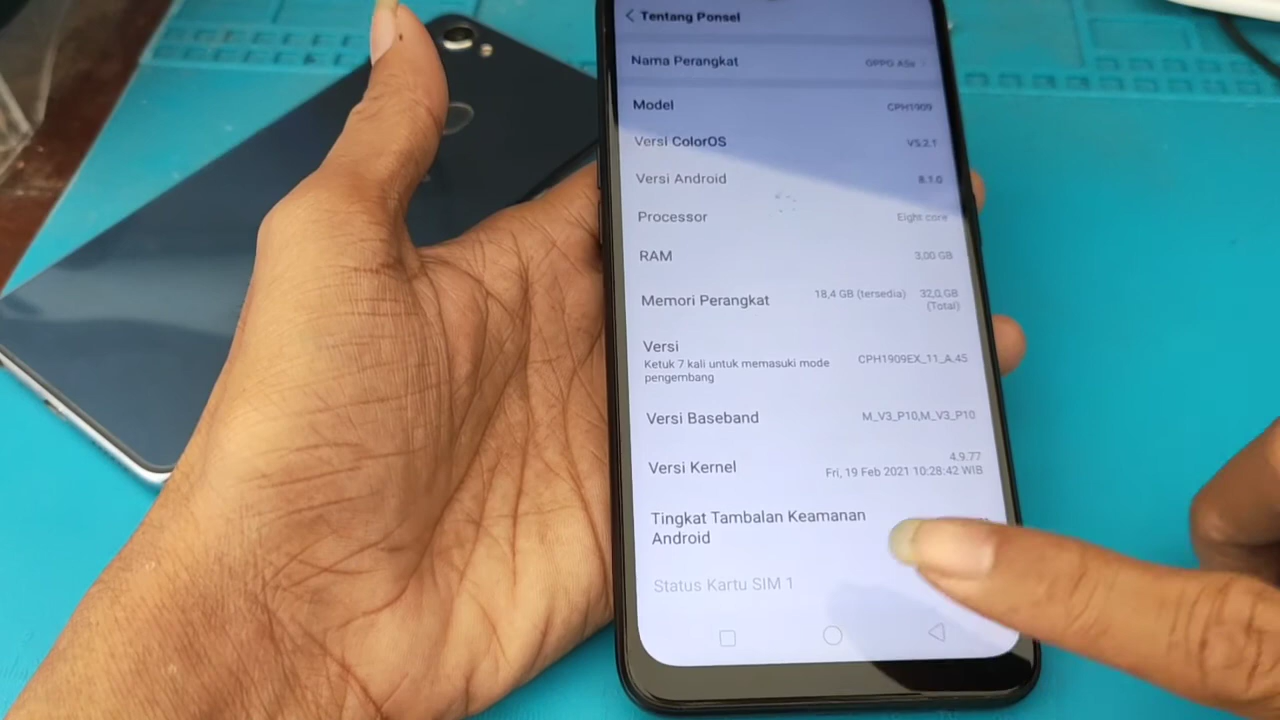 Tentang Ponsel
Nama Perangkat OPPO A5s
Model CPH1909
Versi ColorOS V5.2.1
Versi Android 8.1.0
Processor Eight core
RAM 3,00 GB
Memori Perangkat 18,4 GB (tersedia) 32,0 GB
(Total)
Versi
Ketuk 7 kali untuk memasuki mode
pengembang
CPH1909EX_11_A.45
Versi Baseband M_V3_P10,M_V3_P10
Versi Kernel 4.9.77
Fri, 19 Feb 2021 10:28:42 WIB
Tingkat Tambalan Keamanan
Android
Status Kartu SIM 1